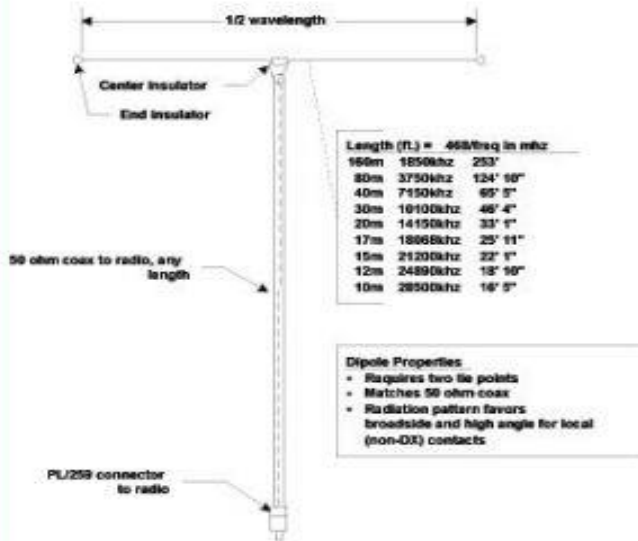 1/2 wavelength
Center insulator
End insulator
Length (ft.) = 468/freq in mhz
160m 1850khz 253'
80m 3750khz 124' 10"
40m 7150khz 65' 5"
30m 10100khz 46' 4"
20m 14150khz 33' 1"
17m 18068khz 25' 11"
15m 21200khz 22' 1"
12m 24890khz 18' 10"
10m 28500khz 16' 5"
50 ohm coax to radio, any
length
Dipole Properties
• Requires two tie points
• Matches 50 ohm coax
• Radiation pattern favors
broadside and high angle for local
(non-DX) contacts
PL/259 connector
to radio